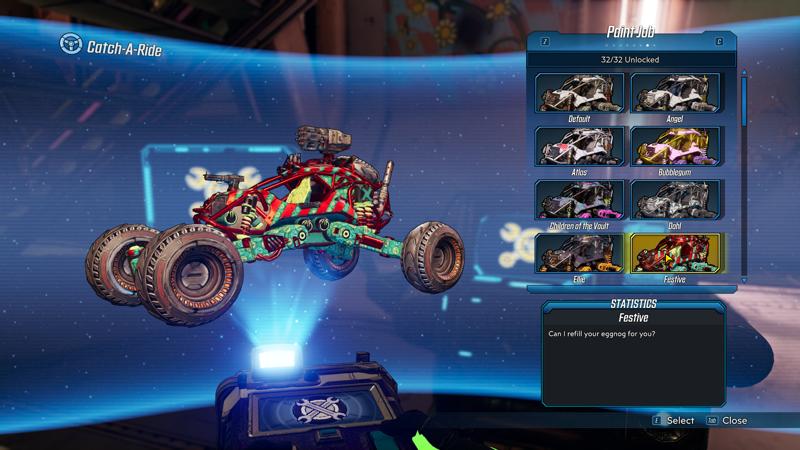 Catch-A-Ride
Paint Job
Z
C
32/32 Unlocked
Default
Angel
Atlas
Bubblegum
Children of the Vault
Dahl
Ellie
Festive
STATISTICS
Festive
Can I refill your eggnog for you?
E Select
Tab Close